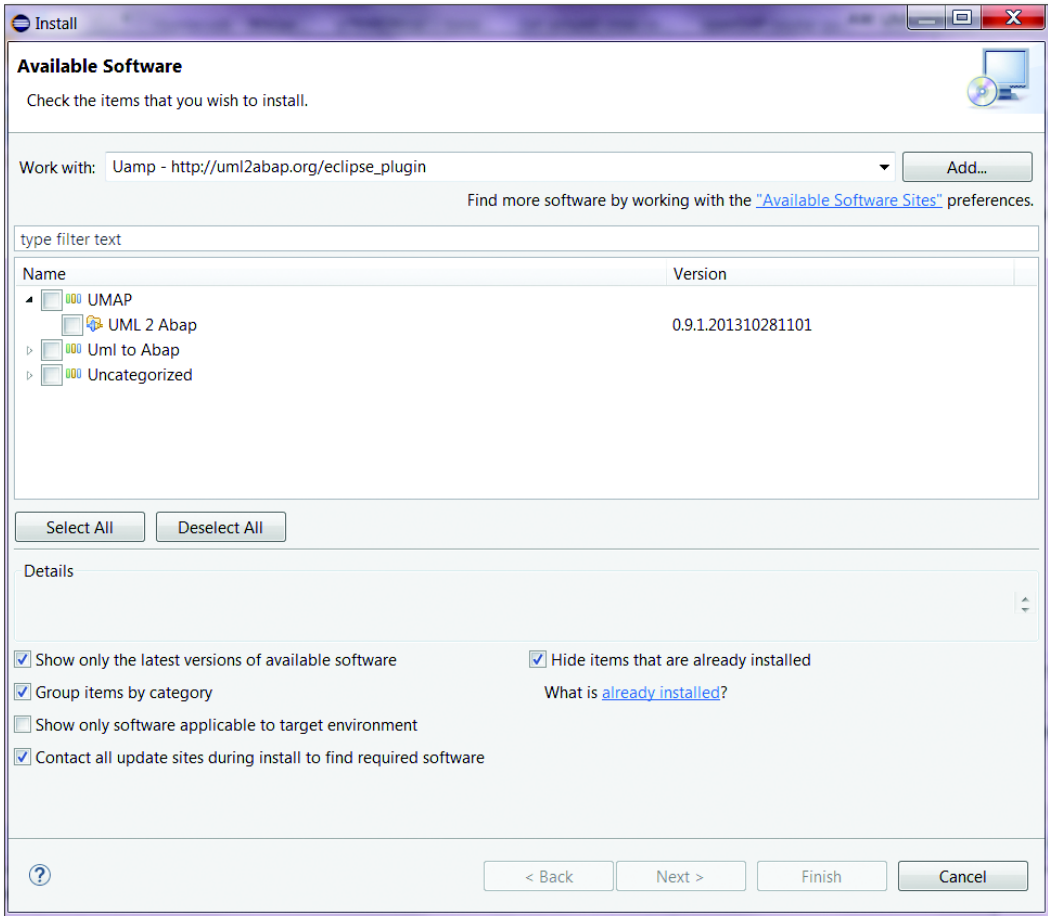 Install
Available Software
Check the items that you wish to install.
Work with: Uamp - http://uml2abap.org/eclipse_plugin Add...
Find more software by working with the "Available Software Sites" preferences.
type filter text
Name Version
UMAP
UML 2 Abap 0.9.1.201310281101
Uml to Abap
Uncategorized
Select All Deselect All
Details
Show only the latest versions of available software Hide items that are already installed
Group items by category What is already installed?
Show only software applicable to target environment
Contact all update sites during install to find required software
? < Back Next > Finish Cancel